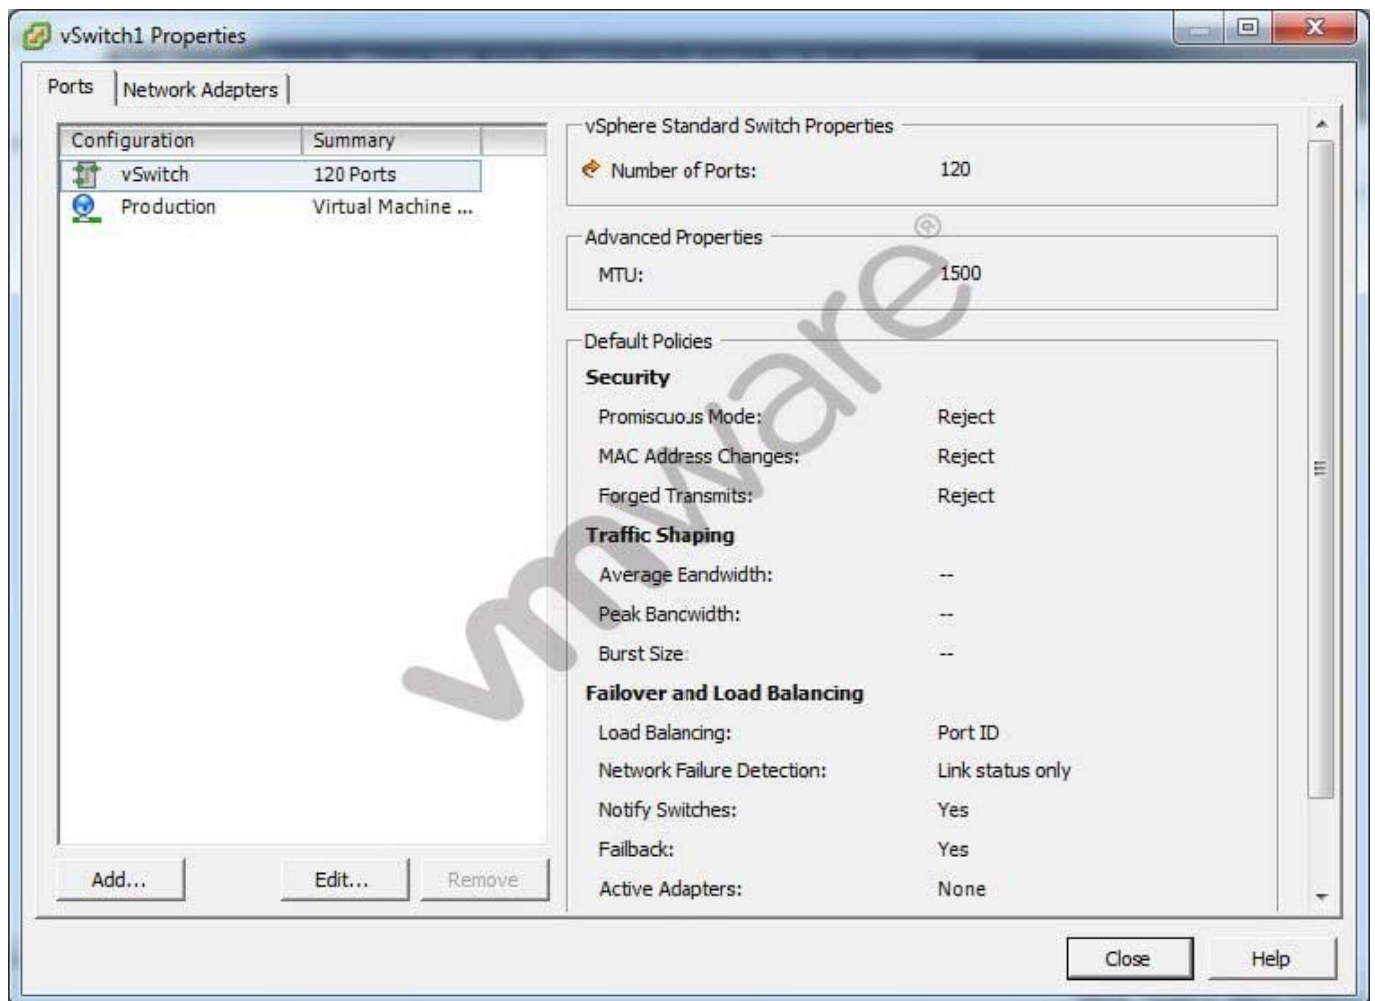 vSwitch1 Properties
Ports
Network Adapters
Configuration Summary
vSwitch 120 Ports
Production Virtual Machine ...
Add...
Edit...
Remove
vSphere Standard Switch Properties
Number of Ports: 120
Advanced Properties
MTU: 1500
Default Policies
Security
Promiscuous Mode: Reject
MAC Address Changes: Reject
Forged Transmits: Reject
Traffic Shaping
Average Eandwidth: --
Peak Bancwidth: --
Burst Size: --
Failover and Load Balancing
Load Balancing: Port ID
Network Failure Detection: Link status only
Notify Switches: Yes
Failback: Yes
Active Adapters: None
vmware®
Close
Help